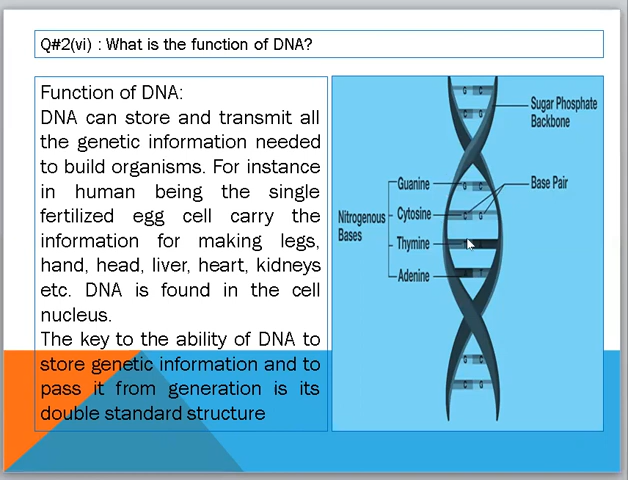 Q#2(vi) : What is the function of DNA?
Function of DNA:
DNA can store and transmit all
the genetic information needed
to build organisms. For instance
in human being the single
fertilized egg cell carry the
information for making legs,
hand, head, liver, heart, kidneys
etc. DNA is found in the cell
nucleus.
The key to the ability of DNA to
store genetic information and to
pass it from generation is its
double standard structure
Sugar Phosphate
Backbone
Guanine
Base Pair
Nitrogenous
Bases
Cytosine
Thymine
Adenine